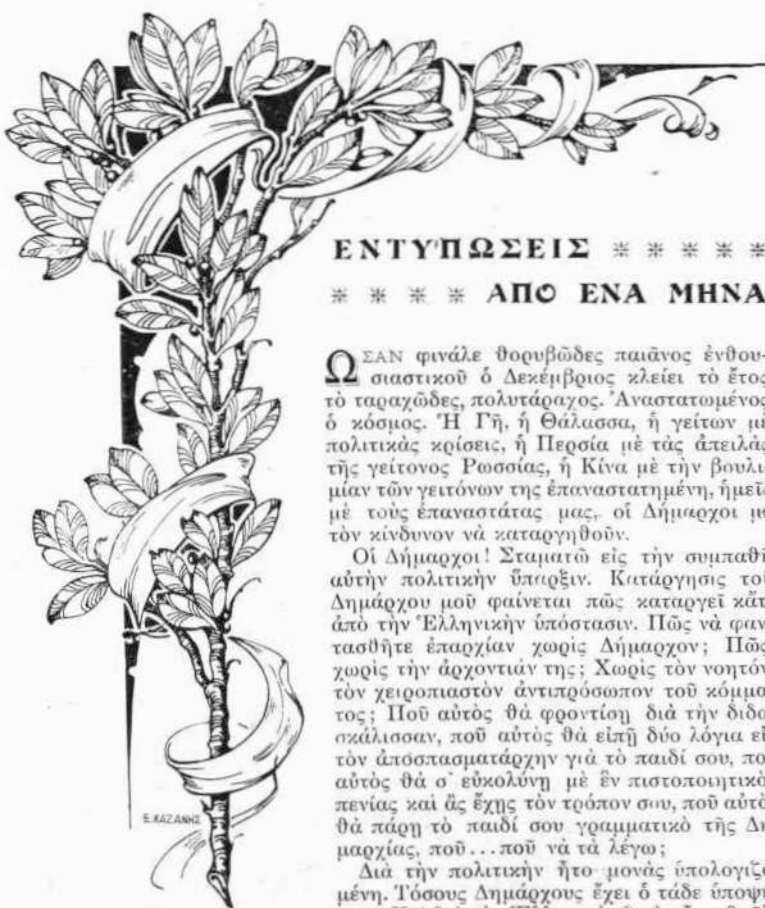 ΕΝΤΥΠΩΣΕΙΣ ※ ※ ※ ※ ※
※ ※ ※ ※ ΑΠΟ ΕΝΑ ΜΗΝΑ
ΩΣΑΝ φινάλε θορυβῶδες παιᾶνος ἐνθου-
σιαστικοῦ ὁ Δεκέμβριος κλείει τὸ ἔτος
τὸ ταραχῶδες, πολυτάραχος. Ἀναστατωμένος
ὁ κόσμος. Ἡ Γῆ, ἡ Θάλασσα, ἡ γείτων μὲ
πολιτικὰς κρίσεις, ἡ Περσία μὲ τὰς ἀπειλὰς
τῆς γείτονος Ρωσσίας, ἡ Κίνα μὲ τὴν βουλι-
μίαν τῶν γειτόνων της ἐπαναστατημένη, ἡμεῖς
μὲ τοὺς ἐπαναστάτας μας, οἱ Δήμαρχοι μ
τὸν κίνδυνον νὰ καταργηθοῦν.
Οἱ Δήμαρχοι! Σταματῶ εἰς τὴν συμπαθῆ
αὐτὴν πολιτικὴν ὕπαρξιν. Κατάργησις τοῦ
Δημάρχου μοῦ φαίνεται πῶς καταργεῖ κἄτ
ἀπὸ τὴν Ἑλληνικὴν ὑπόστασιν. Πῶς νὰ φαν
τασθῆτε ἐπαρχίαν χωρὶς Δήμαρχον; Πῶς
χωρὶς τὴν ἀρχοντιάν της; Χωρὶς τὸν νοητόν
τὸν χειροπιαστὸν ἀντιπρόσωπον τοῦ κόμμα
τος; Ποῦ αὐτὸς θὰ φροντίσῃ διὰ τὴν διδα
σκάλισσαν, ποῦ αὐτὸς θὰ εἰπῇ δύο λόγια εἰ
τὸν ἀποσπασματάρχην γιὰ τὸ παιδί σου, πο
αὐτὸς θὰ σ' εὐκολύνῃ μὲ ἓν πιστοποιητικὸ
πενίας καὶ ἂς ἔχῃς τὸν τρόπον σου, ποῦ αὐτὸ
θὰ πάρῃ τὸ παιδί σου γραμματικὸ τῆς Δη
μαρχίας, ποῦ...ποῦ νὰ τὰ λέγω;
Διὰ τὴν πολιτικὴν ἦτο μονὰς ὑπολογιζο
μένη. Τόσους Δημάρχους ἔχει ὁ τάδε ὑποψή
Ε. ΚΑΖΑΝΗΣ